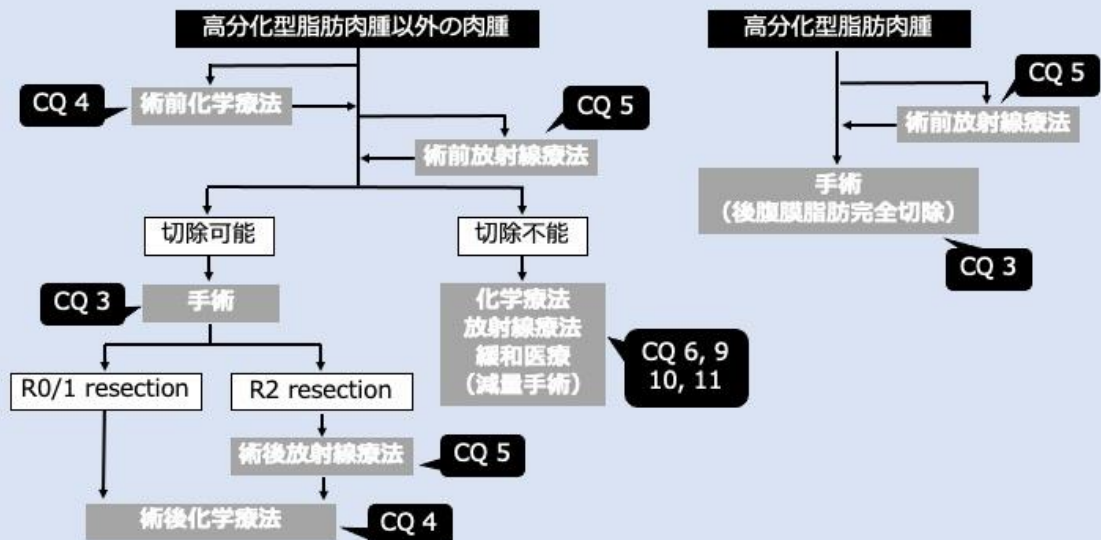 高分化型脂肪肉腫以外の肉腫
CQ 4
術前化学療法
CQ 5
術前放射線療法
切除可能
切除不能
CQ 3
手術
化学療法
放射線療法
緩和医療
（減量手術）
CQ 6, 9
10, 11
R0/1 resection
R2 resection
術後放射線療法
CQ 5
術後化学療法
CQ 4
高分化型脂肪肉腫
CQ 5
術前放射線療法
手術
（後腹膜脂肪完全切除）
CQ 3